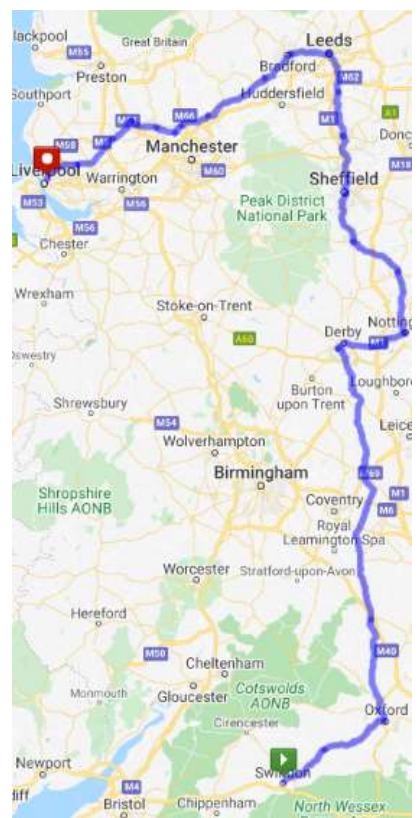 lackpool
M55
Great Britain
Leeds
Preston
Bradford
M62
Southport
Huddersfield
A1
M66
M1
M58
Donc
Manchester
Liverpool
M18
Warrington
M60
Sheffield
M53
M56
Peak District
National Park
M56
Chester
Wrexham
Stoke-on-Trent
Notting
Derby
A50
M1
Oswestry
Burton
upon Trent
Loughbor
Shrewsbury
M54
Leice
Wolverhampton
M69
Birmingham
M1
Shropshire
Hills AONB
Coventry
M6
Royal
Leamington Spa
Worcester
Stratford-upon-Avon
Hereford
M50
M40
Cheltenham
Monmouth
Gloucester
Cotswolds
AONB
Oxford
Cirencester
Newport
Swindon
diff
M4
Bristol
Chippenham
North Wessex